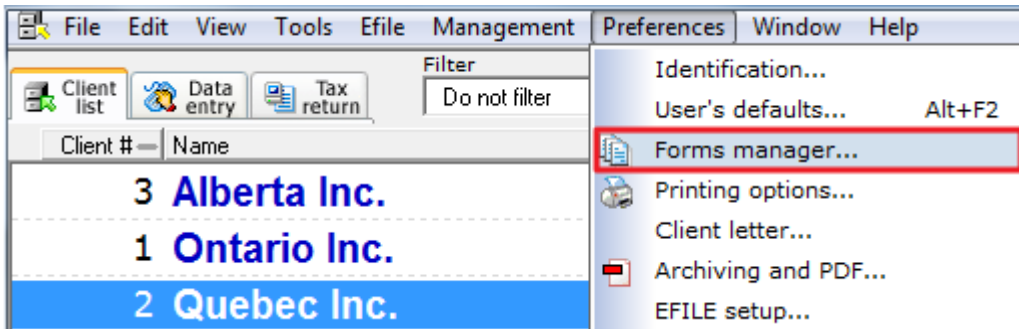 File Edit View Tools Efile Management Preferences Window Help
Client list
Data entry
Tax return
Filter
Do not filter
Client # Name
3 Alberta Inc.
1 Ontario Inc.
2 Quebec Inc.
Identification...
User's defaults... Alt+F2
Forms manager...
Printing options...
Client letter...
Archiving and PDF...
EFILE setup...